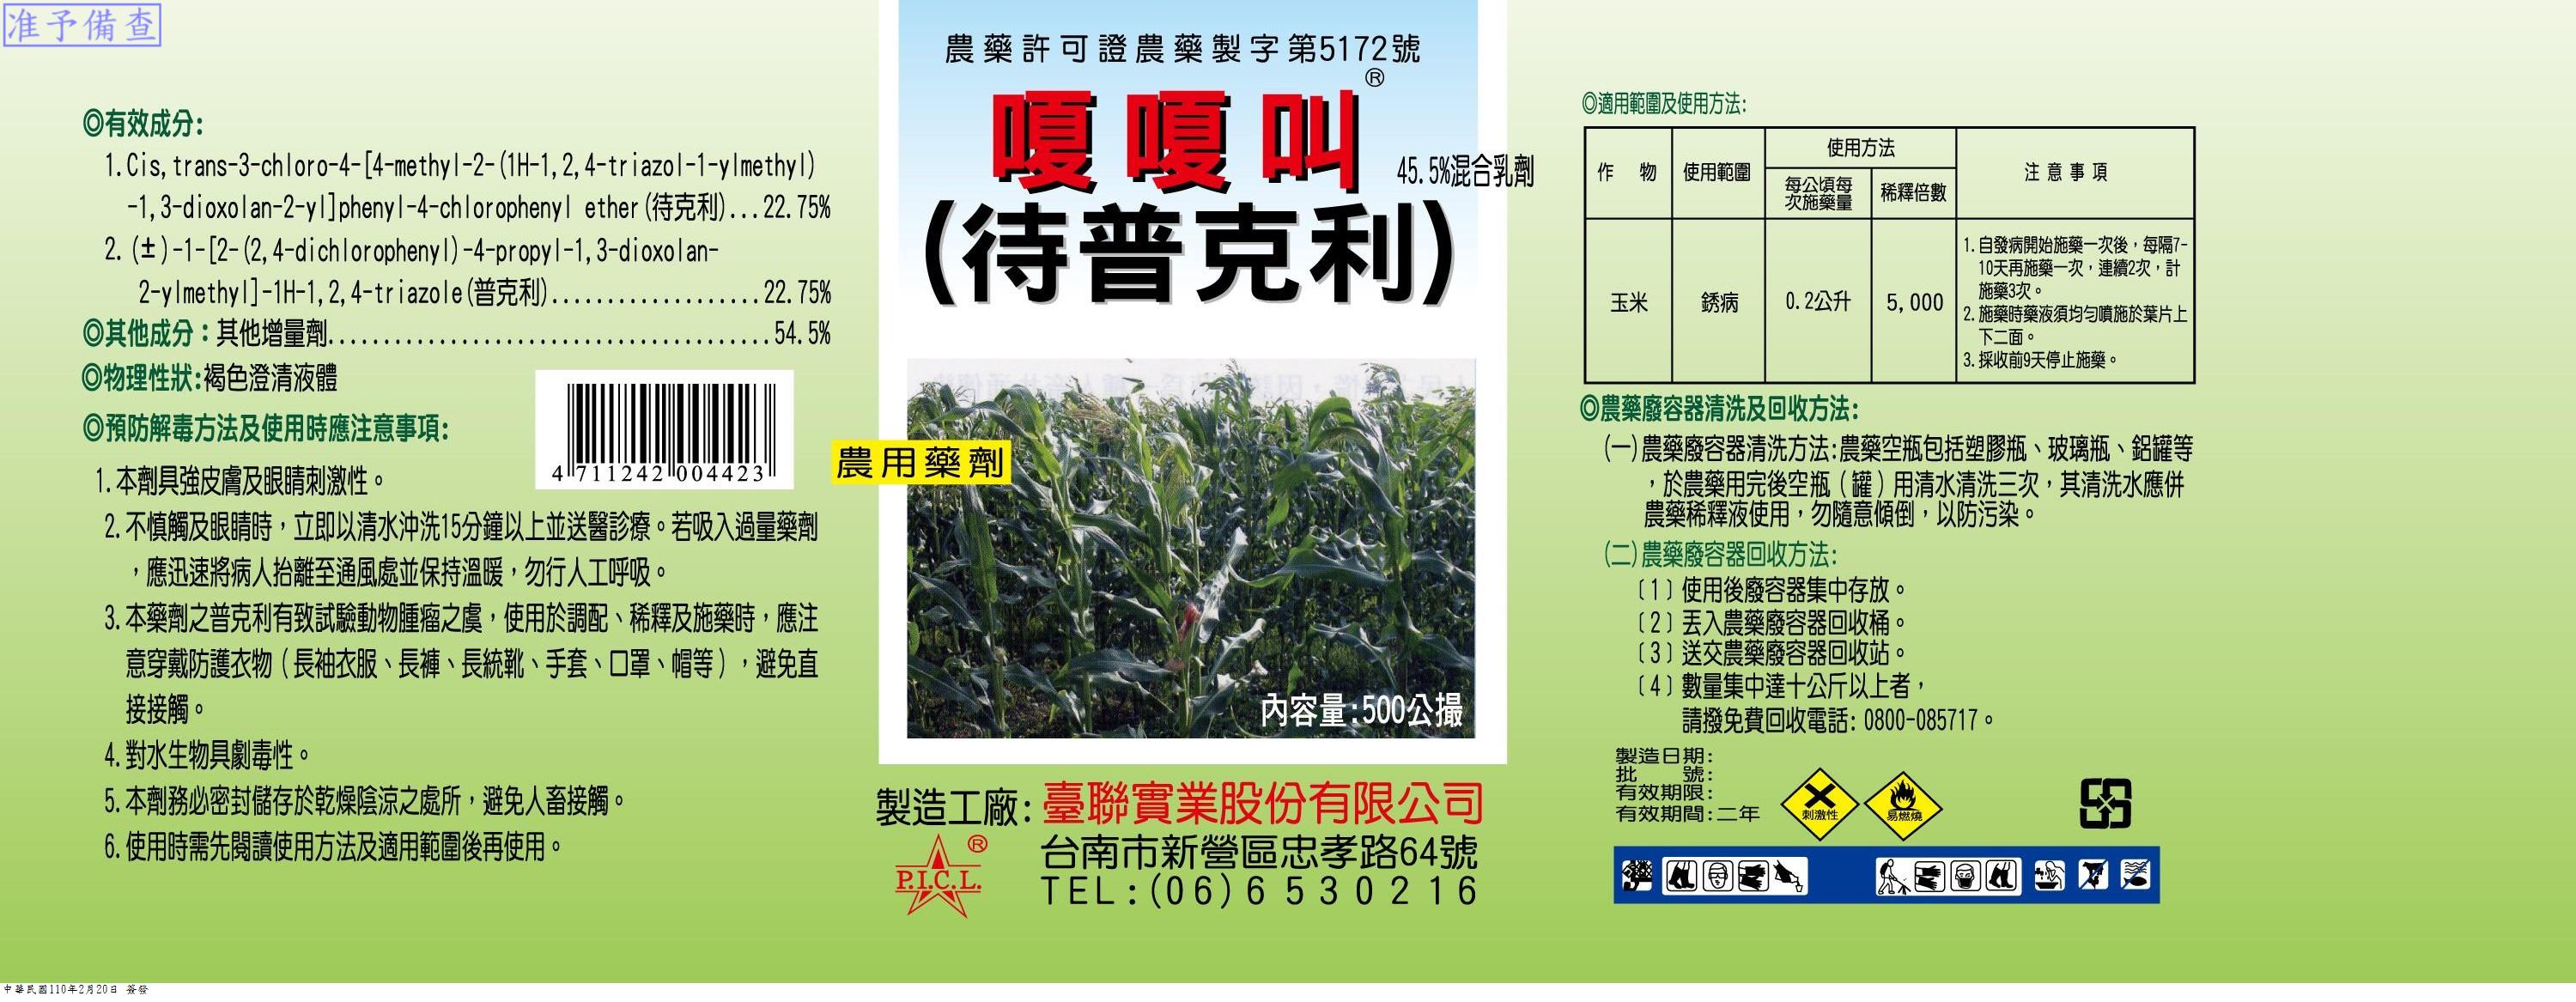 准予備查
◎有效成分:
1.Cis,trans-3-chloro-4-[4-methyl-2-(1H-1,2,4-triazol-1-ylmethyl)
-1,3-dioxolan-2-yl]phenyl-4-chlorophenyl ether(待克利)...22.75%
2.(±)-1-[2-(2,4-dichlorophenyl)-4-propyl-1,3-dioxolan-
2-ylmethyl]-1H-1,2,4-triazole(普克利)...................22.75%
◎其他成分：其他增量劑........................................54.5%
◎物理性狀:褐色澄清液體
◎預防解毒方法及使用時應注意事項:
4 711242 004423
1.本劑具強皮膚及眼睛刺激性。
2.不慎觸及眼睛時，立即以清水沖洗15分鐘以上並送醫診療。若吸入過量藥劑
，應迅速將病人抬離至通風處並保持溫暖，勿行人工呼吸。
3.本藥劑之普克利有致試驗動物腫瘤之虞，使用於調配、稀釋及施藥時，應注
意穿戴防護衣物（長袖衣服、長褲、長統靴、手套、口罩、帽等），避免直
接接觸。
4.對水生物具劇毒性。
5.本劑務必密封儲存於乾燥陰涼之處所，避免人畜接觸。
6.使用時需先閱讀使用方法及適用範圍後再使用。
農藥許可證農藥製字第5172號
嗄嗄叫®
45.5%混合乳劑
(待普克利)
農用藥劑
內容量:500公撮
製造工廠:臺聯實業股份有限公司
台南市新營區忠孝路64號
TEL:(06)6530216
P.I.C.L.®
◎適用範圍及使用方法:
作 物
使用範圍
使用方法
每公頃每
次施藥量
稀釋倍數
注意事項
玉米
銹病
0.2公升
5,000
1.自發病開始施藥一次後，每隔7-
10天再施藥一次，連續2次，計
施藥3次。
2.施藥時藥液須均勻噴施於葉片上
下二面。
3.採收前9天停止施藥。
◎農藥廢容器清洗及回收方法:
(一)農藥廢容器清洗方法:農藥空瓶包括塑膠瓶、玻璃瓶、鋁罐等
，於農藥用完後空瓶（罐）用清水清洗三次，其清洗水應併
農藥稀釋液使用，勿隨意傾倒，以防污染。
(二)農藥廢容器回收方法:
〔1〕使用後廢容器集中存放。
〔2〕丟入農藥廢容器回收桶。
〔3〕送交農藥廢容器回收站。
〔4〕數量集中達十公斤以上者，
請撥免費回收電話:0800-085717。
製造日期:
批 號:
有效期限:
有效期間:二年
刺激性
易燃燒
中華民國110年2月20日 簽發